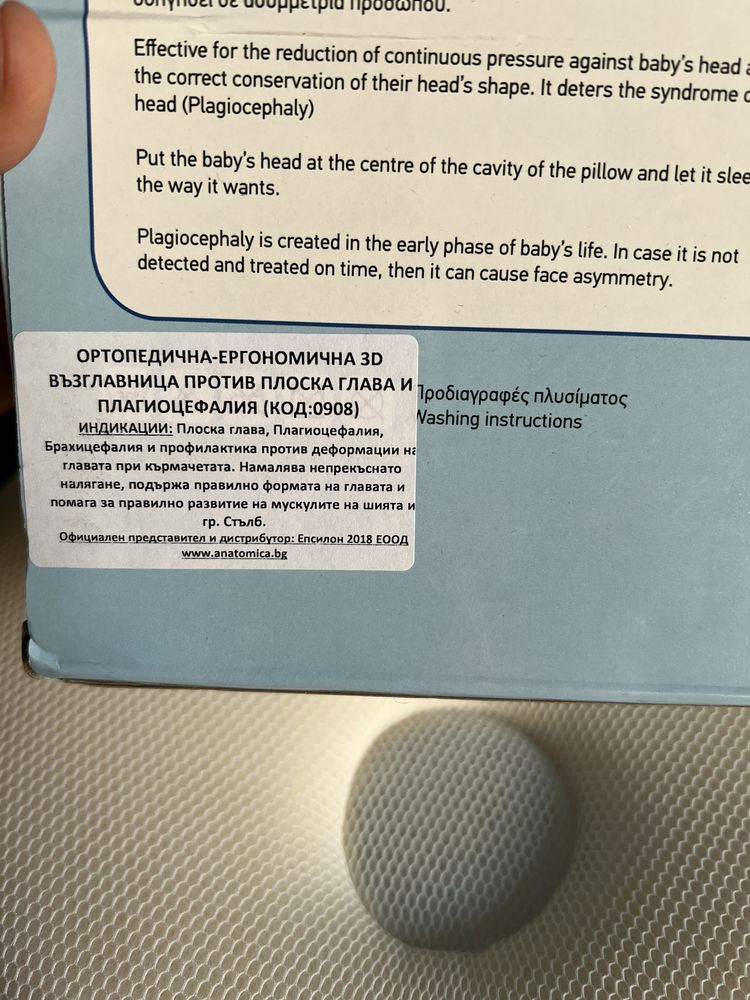 οδηγήσει σε ασυμμετρία προσώπου.
Effective for the reduction of continuous pressure against baby's head
the correct conservation of their head's shape. It deters the syndrome
head (Plagiocephaly)
Put the baby's head at the centre of the cavity of the pillow and let it
the way it wants.
Plagiocephaly is created in the early phase of baby's life. In case it is not
detected and treated on time, then it can cause face asymmetry.
ОРТОПЕДИЧНА-ЕРГОНОМИЧНА 3D
ВЪЗГЛАВНИЦА ПРОТИВ ПЛОСКА ГЛАВА И
ПЛАГИОЦЕФАЛИЯ (КОД:0908)
ИНДИКАЦИИ: Плоска глава, Плагиоцефалия,
Брахицефалия и профилактика против деформации на
главата при кърмачетата. Намалява непрекъснато
налягане, подържа правилно формата на главата и
помага за правилно развитие на мускулите на шията и
гр. Стълб.
Официален представител и дистрибутор: Епсилон 2018 ЕООД
www.anatomica.bg
Προδιαγραφές πλυσίματος
Washing instructions